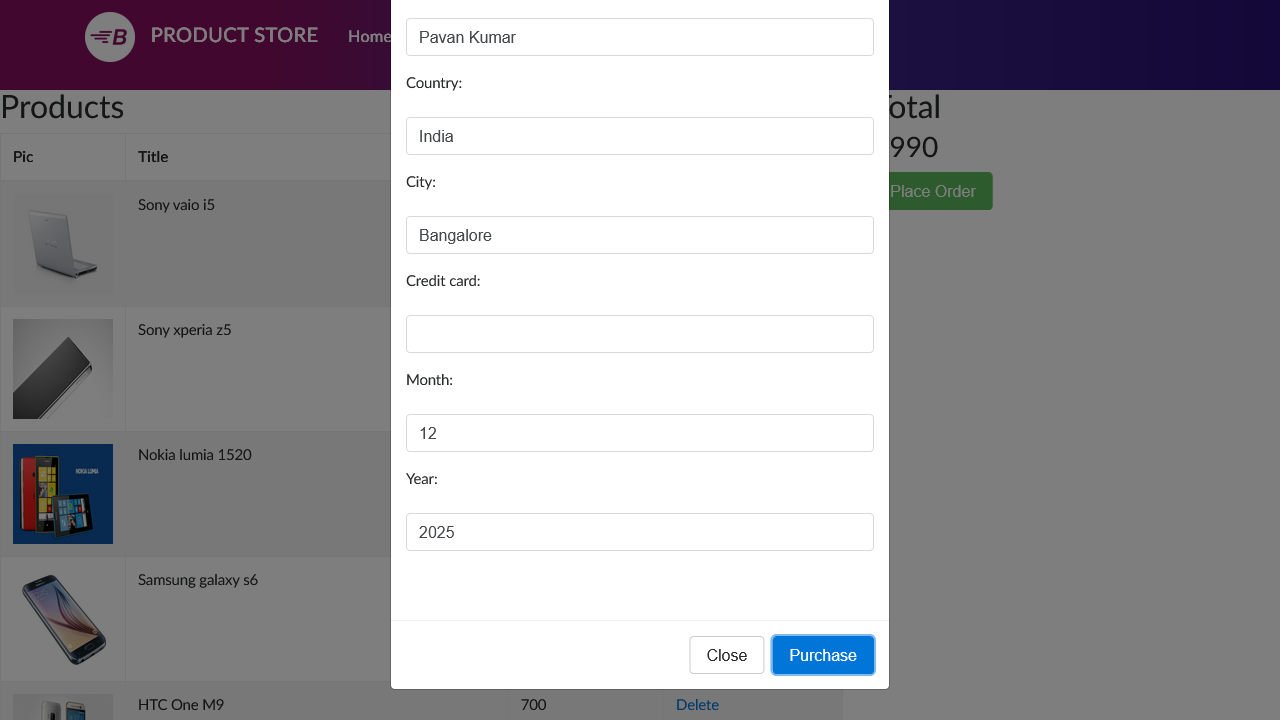 B PRODUCT STORE Home
Products
Pic Title
Sony vaio i5
Sony xperia z5
Nokia lumia 1520
NOKIA LUMIA
Samsung galaxy s6
HTC One M9 700 Delete
Pavan Kumar
Country:
India
City:
Bangalore
Credit card:
Month:
12
Year:
2025
Close Purchase
otal
990
Place Order